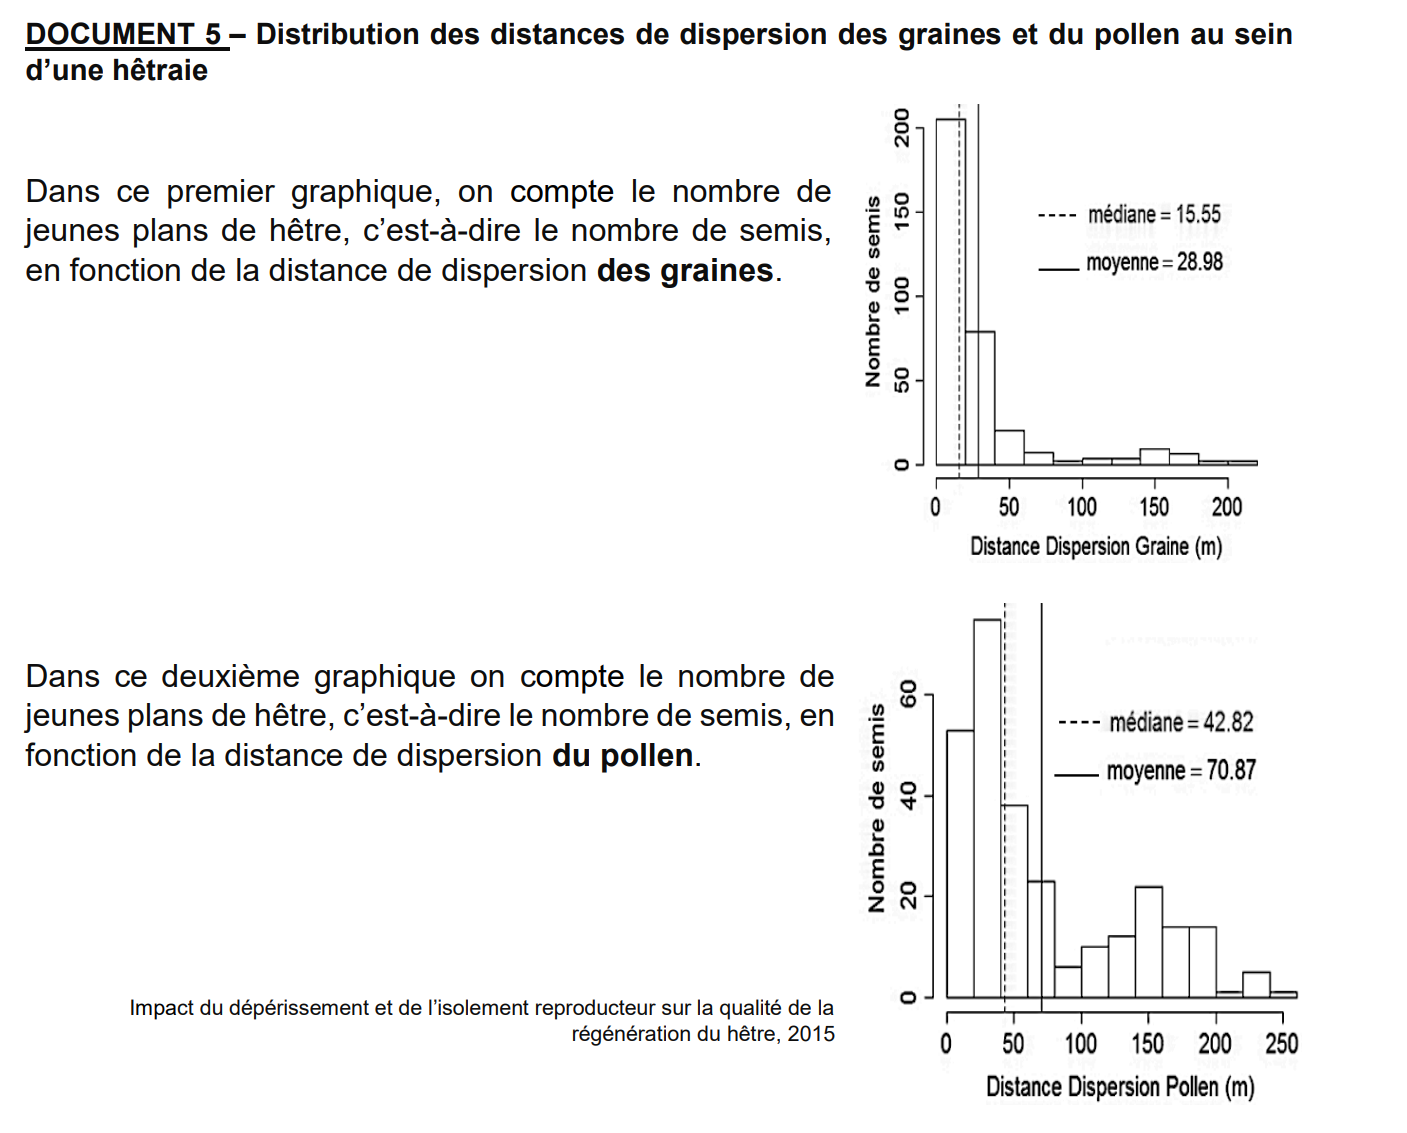 DOCUMENT 5 – Distribution des distances de dispersion des graines et du pollen au sein
d’une hêtraie
Dans ce premier graphique, on compte le nombre de
jeunes plans de hêtre, c’est-à-dire le nombre de semis,
en fonction de la distance de dispersion des graines.
Nombre de semis
200
150
100
50
0
médiane = 15.55
moyenne = 28.98
0 50 100 150 200
Distance Dispersion Graine (m)
Dans ce deuxième graphique on compte le nombre de
jeunes plans de hêtre, c’est-à-dire le nombre de semis, en
fonction de la distance de dispersion du pollen.
Nombre de semis
60
40
20
0
médiane = 42.82
moyenne = 70.87
0 50 100 150 200 250
Distance Dispersion Pollen (m)
Impact du dépérissement et de l’isolement reproducteur sur la qualité de la
régénération du hêtre, 2015